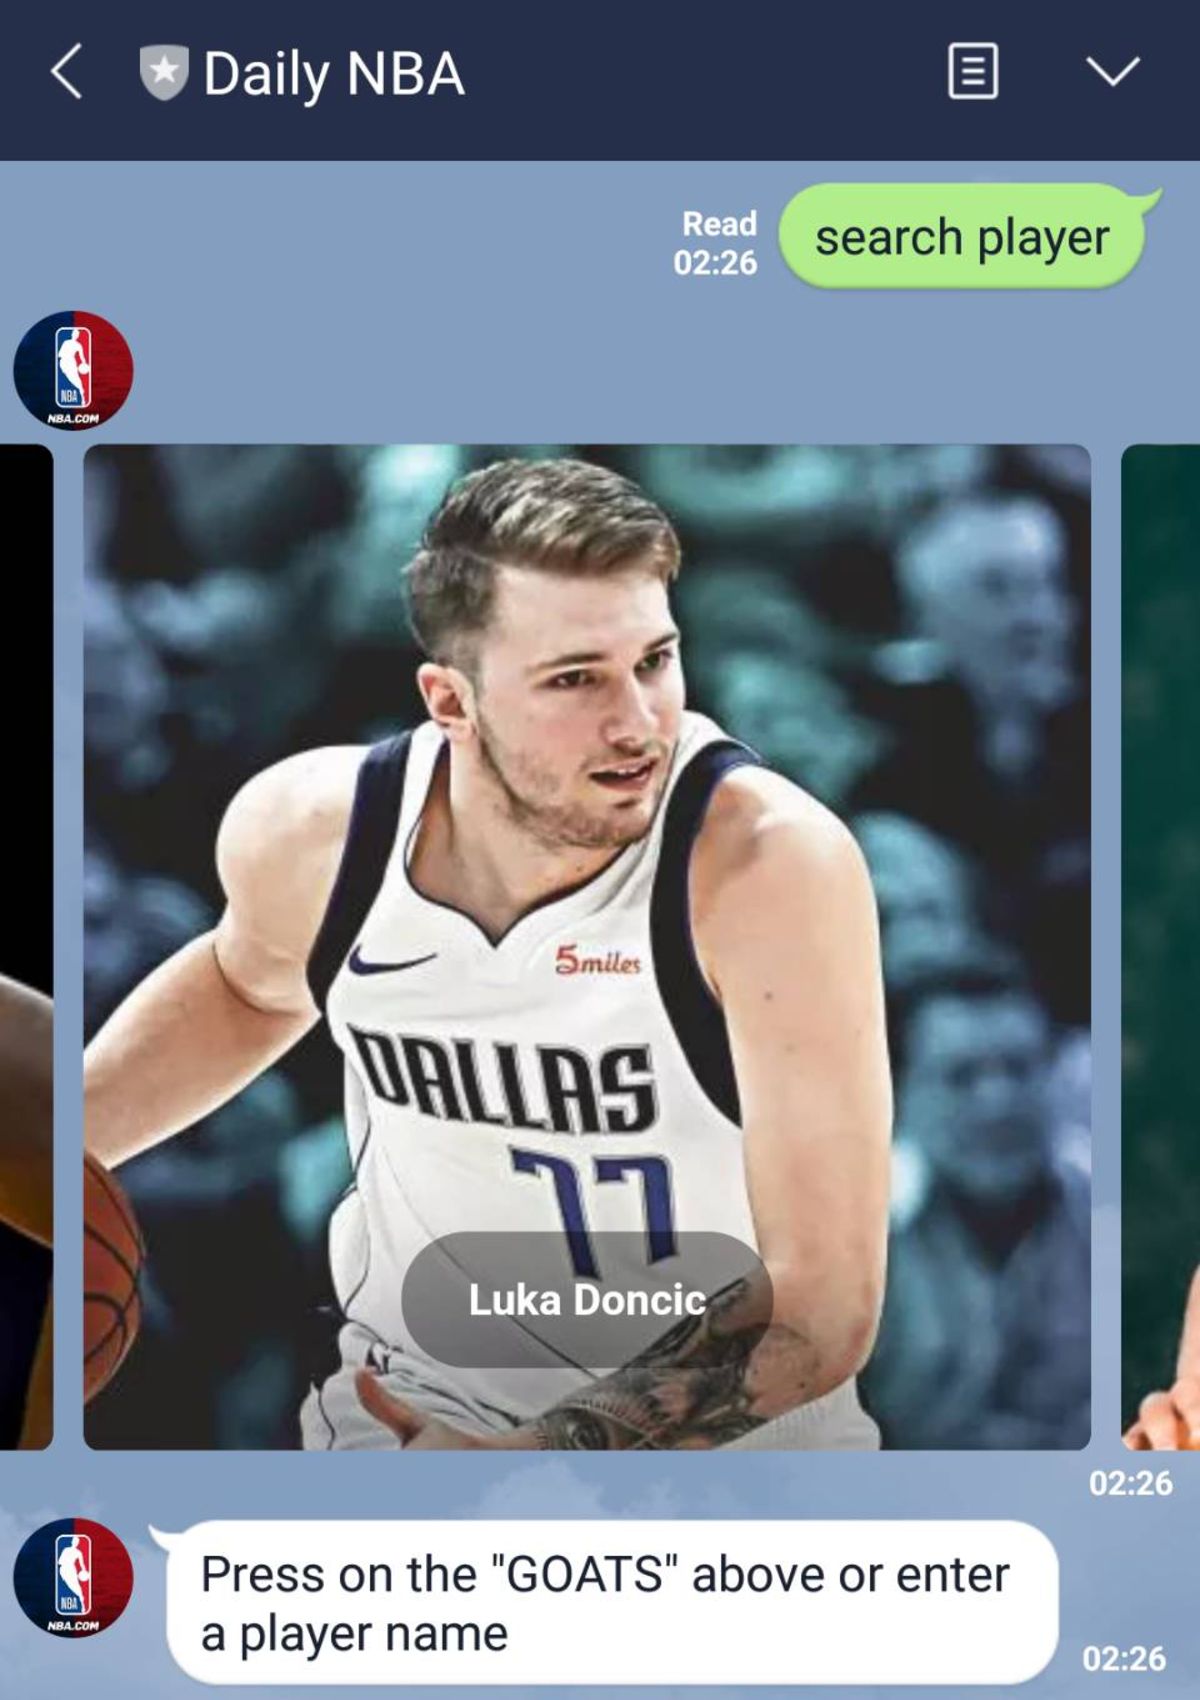 Daily NBA
Read
02:26
search player
NBA
NBA.COM
5miles
DALLAS
77
Luka Doncic
02:26
NBA
NBA.COM
Press on the "GOATS" above or enter
a player name
02:26